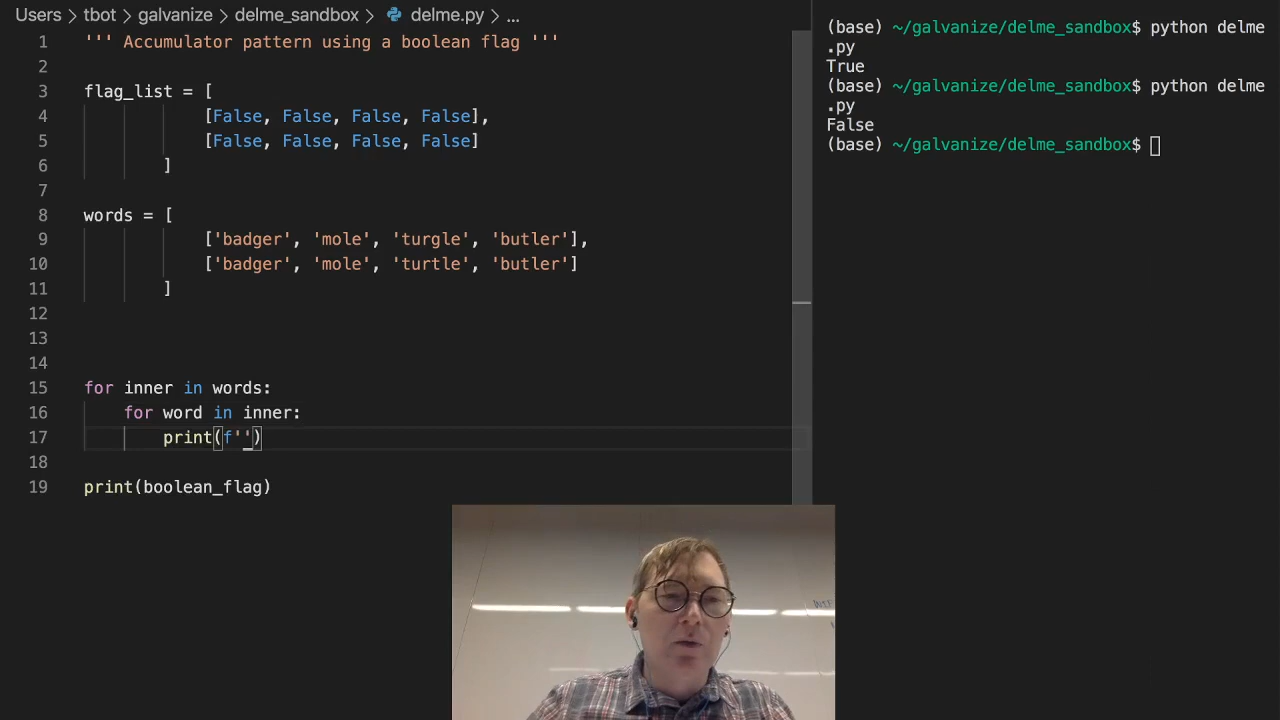 Users > tbot > galvanize > delme_sandbox > delme.py > ...
1 ''' Accumulator pattern using a boolean flag '''
2
3 flag_list = [
4 [False, False, False, False],
5 [False, False, False, False]
6 ]
7
8 words = [
9 ['badger', 'mole', 'turgle', 'butler'],
10 ['badger', 'mole', 'turtle', 'butler']
11 ]
12
13
14
15 for inner in words:
16 for word in inner:
17 print(f'')
18
19 print(boolean_flag)
(base) ~/galvanize/delme_sandbox$ python delme
.py
True
(base) ~/galvanize/delme_sandbox$ python delme
.py
False
(base) ~/galvanize/delme_sandbox$